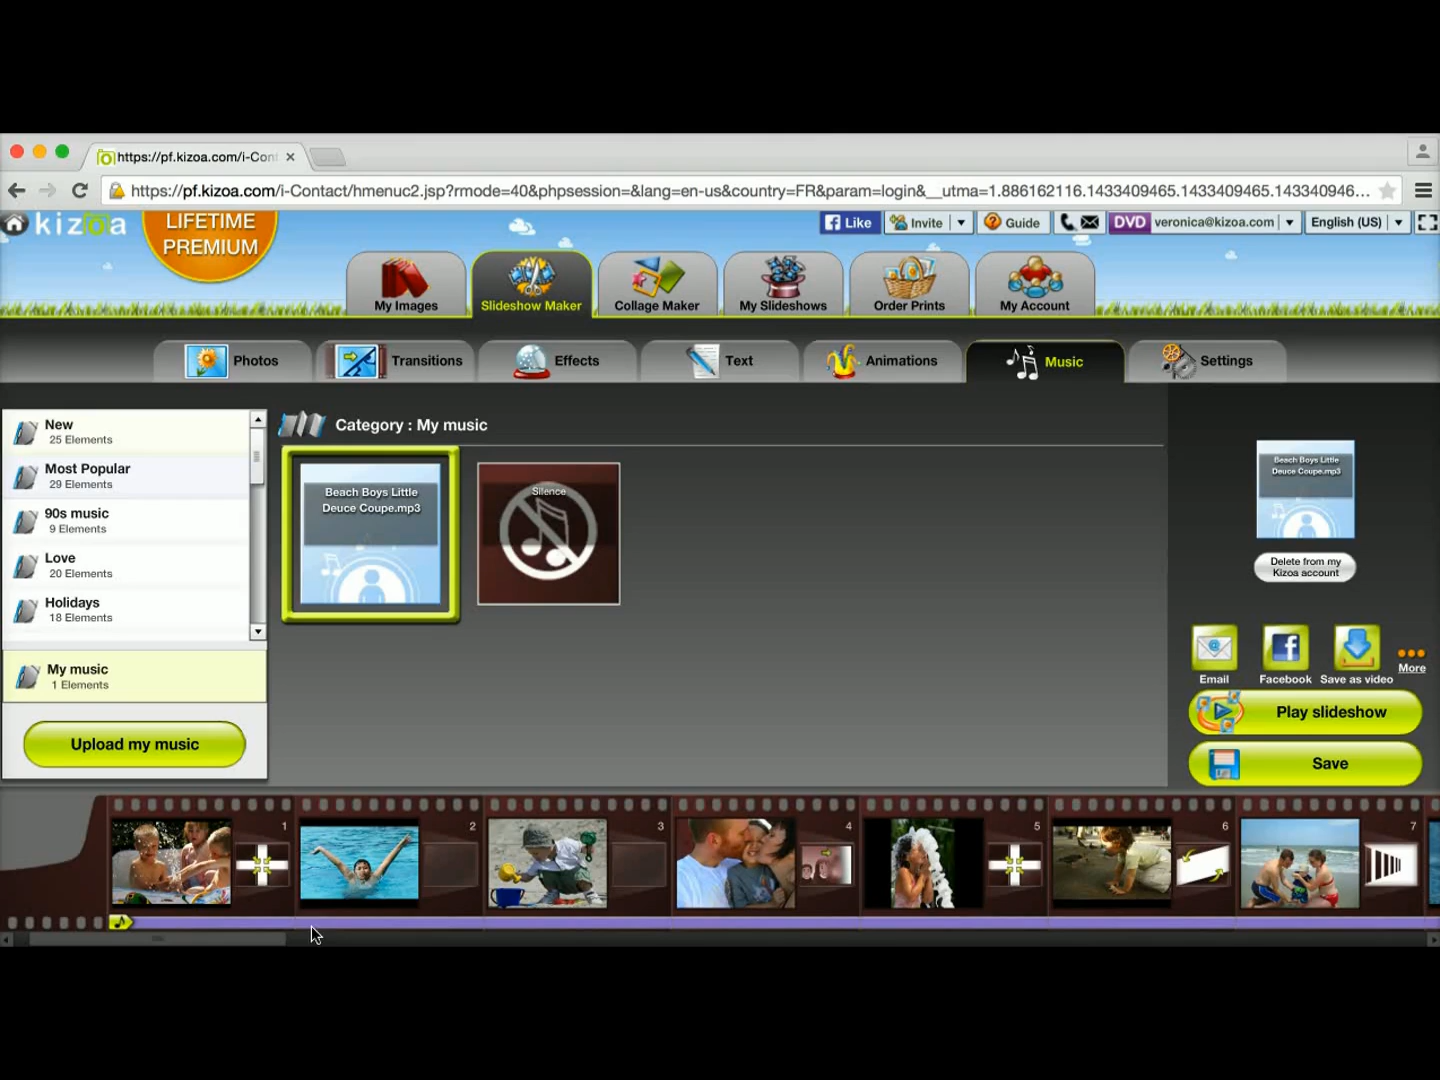 https://pf.kizoa.com/i-Cont
https://pf.kizoa.com/i-Contact/hmenuc2.jsp?rmode=40&phpsession=&lang=en-us&country=FR&param=login&__utma=1.886162116.1433409465.1433409465.143340946...
kizoa
LIFETIME
PREMIUM
Like
Invite
Guide
DVD veronica@kizoa.com
English (US)
My Images
Slideshow Maker
Collage Maker
My Slideshows
Order Prints
My Account
Photos
Transitions
Effects
Text
Animations
Music
Settings
New
25 Elements
Most Popular
29 Elements
90s music
9 Elements
Love
20 Elements
Holidays
18 Elements
My music
1 Elements
Upload my music
Category : My music
Beach Boys Little
Deuce Coupe.mp3
Silence
Beach Boys Little
Deuce Coupe.mp3
Delete from my
Kizoa account
Email
Facebook
Save as video
More
Play slideshow
Save
1
2
3
4
5
6
7